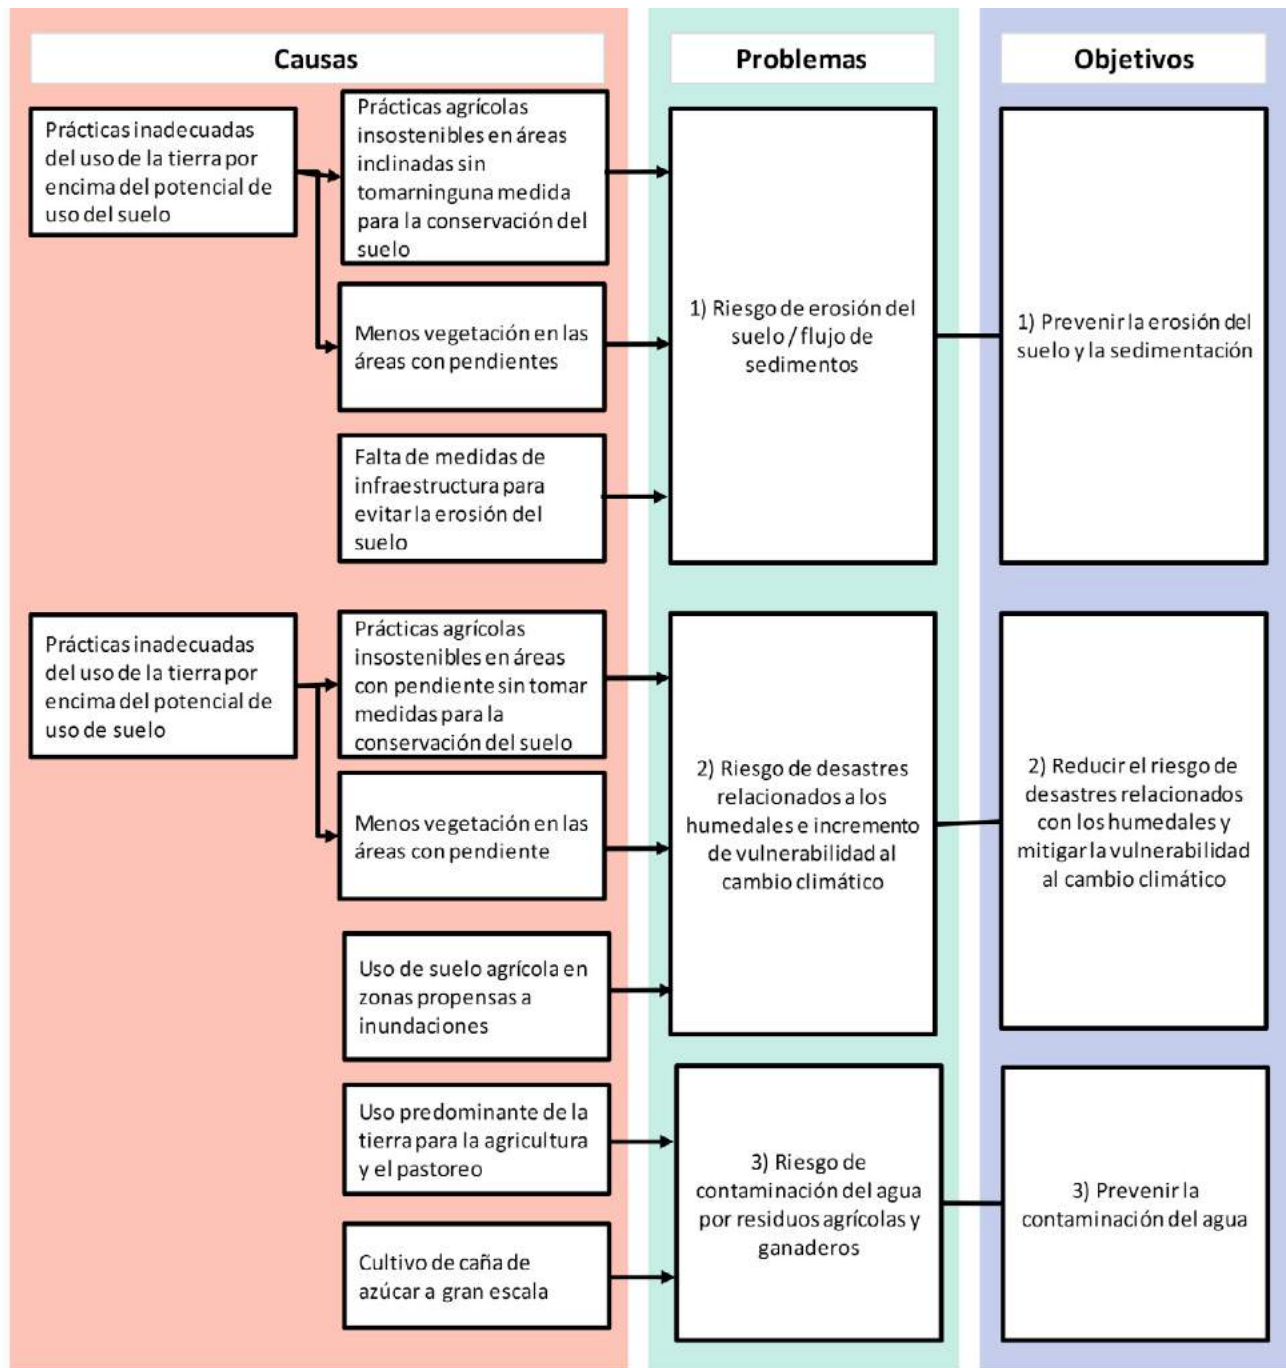 Causas
Problemas
Objetivos
Prácticas inadecuadas
del uso de la tierra por
encima del potencial de
uso del suelo
Prácticas agrícolas
insostenibles en áreas
inclinadas sin
tomarninguna medida
para la conservación del
suelo
Menos vegetación en las
áreas con pendientes
Falta de medidas de
infraestructura para
evitar la erosión del
suelo
1) Riesgo de erosión del
suelo / flujo de
sedimentos
1) Prevenir la erosión del
suelo y la sedimentación
Prácticas inadecuadas
del uso de la tierra por
encima del potencial de
uso de suelo
Prácticas agrícolas
insostenibles en áreas
con pendiente sin tomar
medidas para la
conservación del suelo
Menos vegetación en las
áreas con pendiente
Uso de suelo agrícola en
zonas propensas a
inundaciones
2) Riesgo de desastres
relacionados a los
humedales e incremento
de vulnerabilidad al
cambio climático
2) Reducir el riesgo de
desastres relacionados
con los humedales y
mitigar la vulnerabilidad
al cambio climático
Uso predominante de la
tierra para la agricultura
y el pastoreo
Cultivo de caña de
azúcar a gran escala
3) Riesgo de
contaminación del agua
por residuos agrícolas y
ganaderos
3) Prevenir la
contaminación del agua